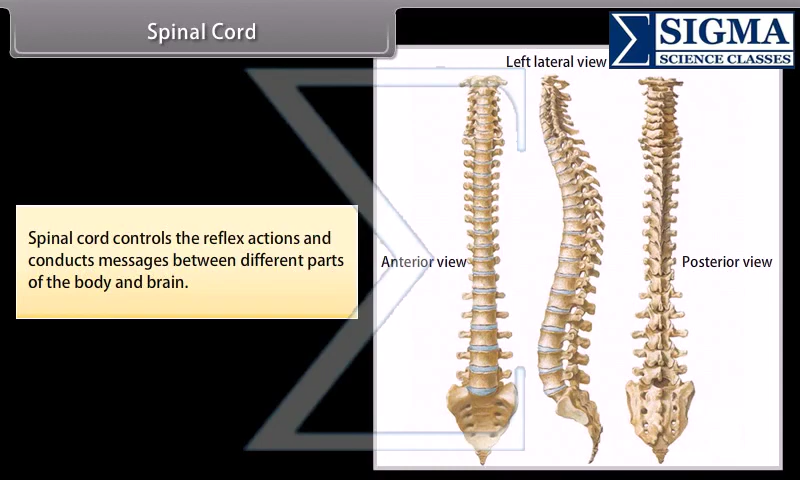 Spinal Cord
SIGMA
SCIENCE CLASSES
Left lateral view
Spinal cord controls the reflex actions and
conducts messages between different parts
of the body and brain.
Anterior view
Posterior view